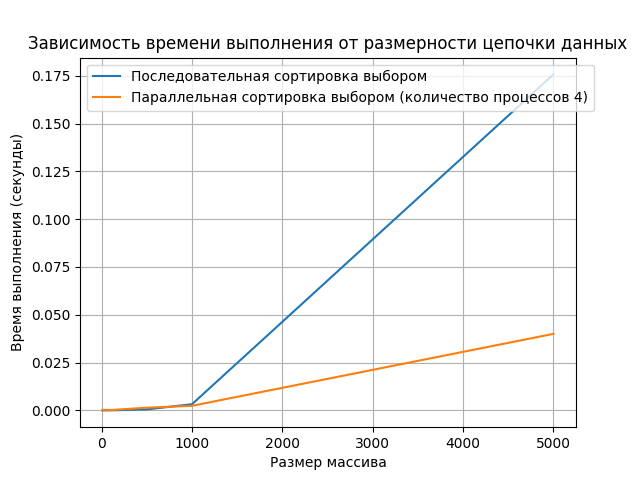 Зависимость времени выполнения от размерности цепочки данных
Последовательная сортировка выбором
Параллельная сортировка выбором (количество процессов 4)
Время выполнения (секунды)
0.175
0.150
0.125
0.100
0.075
0.050
0.025
0.000
0 1000 2000 3000 4000 5000
Размер массива